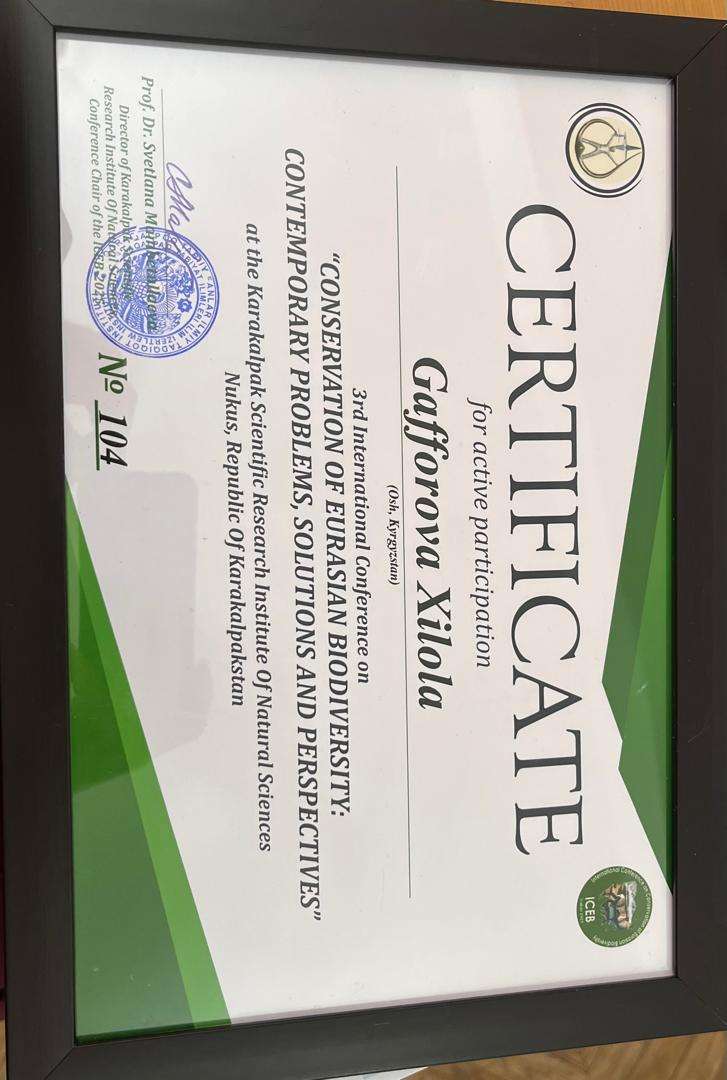 CERTIFICATE
for active participation
Gafforova Xilola
(Osh, Kyrgyzstan)
3rd International Conference on
“CONSERVATION OF EURASIAN BIODIVERSITY:
CONTEMPORARY PROBLEMS, SOLUTIONS AND PERSPECTIVES”
at the Karakalpak Scientific Research Institute Of Natural Sciences
Nukus, Republic Of Karakalpakstan
Prof. Dr. Svetlana
Director of Karakalpak
Research Institute Of Natural Sciences
Conference Chair of the
№ 104
ICEB